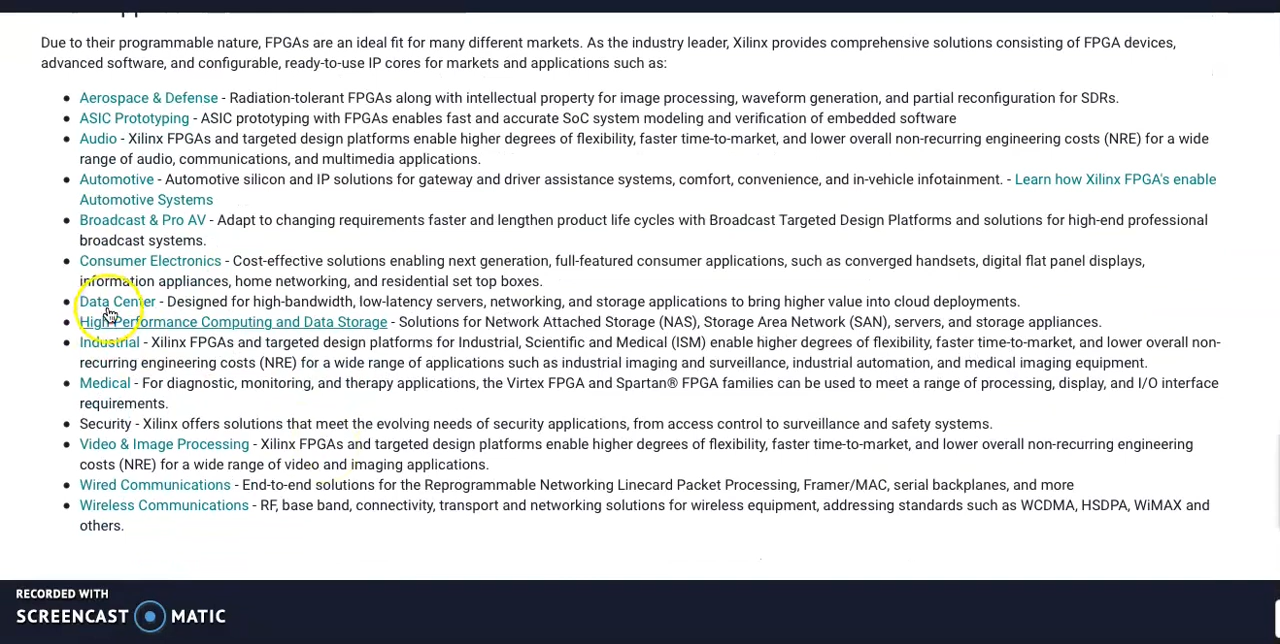 Due to their programmable nature, FPGAs are an ideal fit for many different markets. As the industry leader, Xilinx provides comprehensive solutions consisting of FPGA devices,
advanced software, and configurable, ready-to-use IP cores for markets and applications such as:
• Aerospace & Defense - Radiation-tolerant FPGAs along with intellectual property for image processing, waveform generation, and partial reconfiguration for SDRs.
• ASIC Prototyping - ASIC prototyping with FPGAs enables fast and accurate SoC system modeling and verification of embedded software
• Audio - Xilinx FPGAs and targeted design platforms enable higher degrees of flexibility, faster time-to-market, and lower overall non-recurring engineering costs (NRE) for a wide
range of audio, communications, and multimedia applications.
• Automotive - Automotive silicon and IP solutions for gateway and driver assistance systems, comfort, convenience, and in-vehicle infotainment. - Learn how Xilinx FPGA's enable
Automotive Systems
• Broadcast & Pro AV - Adapt to changing requirements faster and lengthen product life cycles with Broadcast Targeted Design Platforms and solutions for high-end professional
broadcast systems.
• Consumer Electronics - Cost-effective solutions enabling next generation, full-featured consumer applications, such as converged handsets, digital flat panel displays,
information appliances, home networking, and residential set top boxes.
• Data Center - Designed for high-bandwidth, low-latency servers, networking, and storage applications to bring higher value into cloud deployments.
• High Performance Computing and Data Storage - Solutions for Network Attached Storage (NAS), Storage Area Network (SAN), servers, and storage appliances.
• Industrial - Xilinx FPGAs and targeted design platforms for Industrial, Scientific and Medical (ISM) enable higher degrees of flexibility, faster time-to-market, and lower overall non-
recurring engineering costs (NRE) for a wide range of applications such as industrial imaging and surveillance, industrial automation, and medical imaging equipment.
• Medical - For diagnostic, monitoring, and therapy applications, the Virtex FPGA and Spartan® FPGA families can be used to meet a range of processing, display, and I/O interface
requirements.
• Security - Xilinx offers solutions that meet the evolving needs of security applications, from access control to surveillance and safety systems.
• Video & Image Processing - Xilinx FPGAs and targeted design platforms enable higher degrees of flexibility, faster time-to-market, and lower overall non-recurring engineering
costs (NRE) for a wide range of video and imaging applications.
• Wired Communications - End-to-end solutions for the Reprogrammable Networking Linecard Packet Processing, Framer/MAC, serial backplanes, and more
• Wireless Communications - RF, base band, connectivity, transport and networking solutions for wireless equipment, addressing standards such as WCDMA, HSDPA, WiMAX and
others.
RECORDED WITH
SCREENCAST MATIC